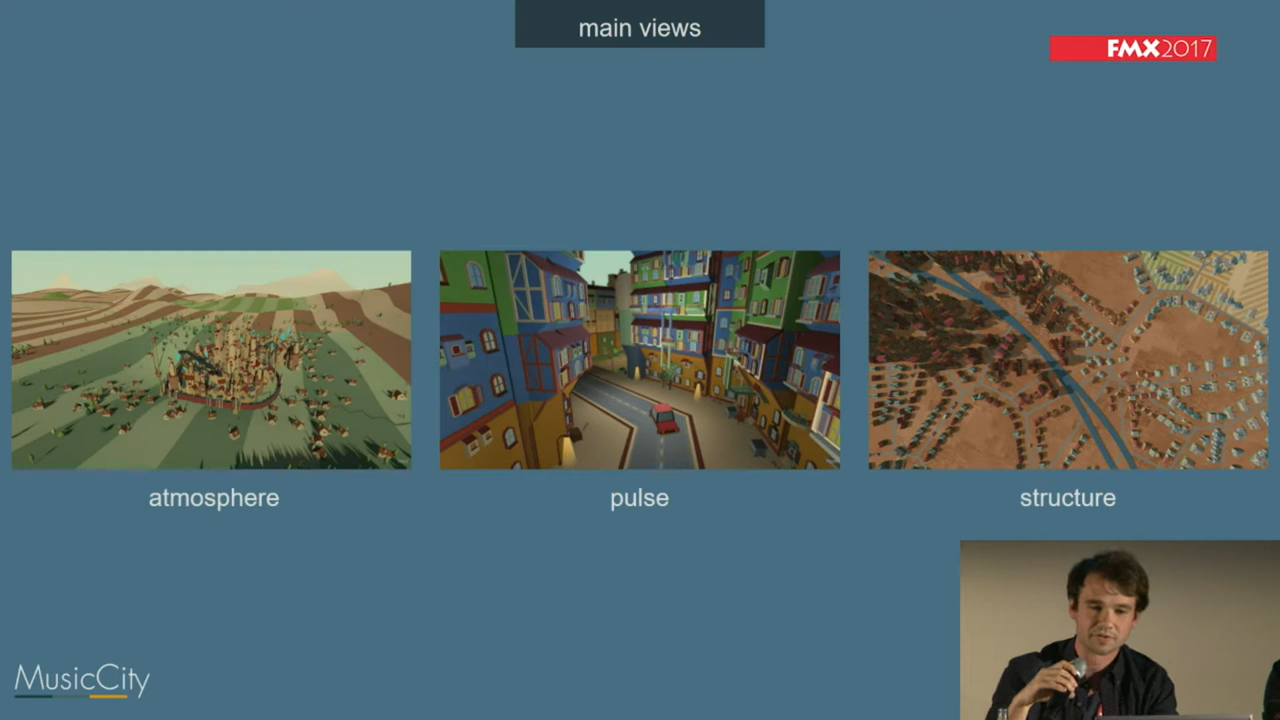 main views
FMX2017
atmosphere
pulse
structure
MusicCity